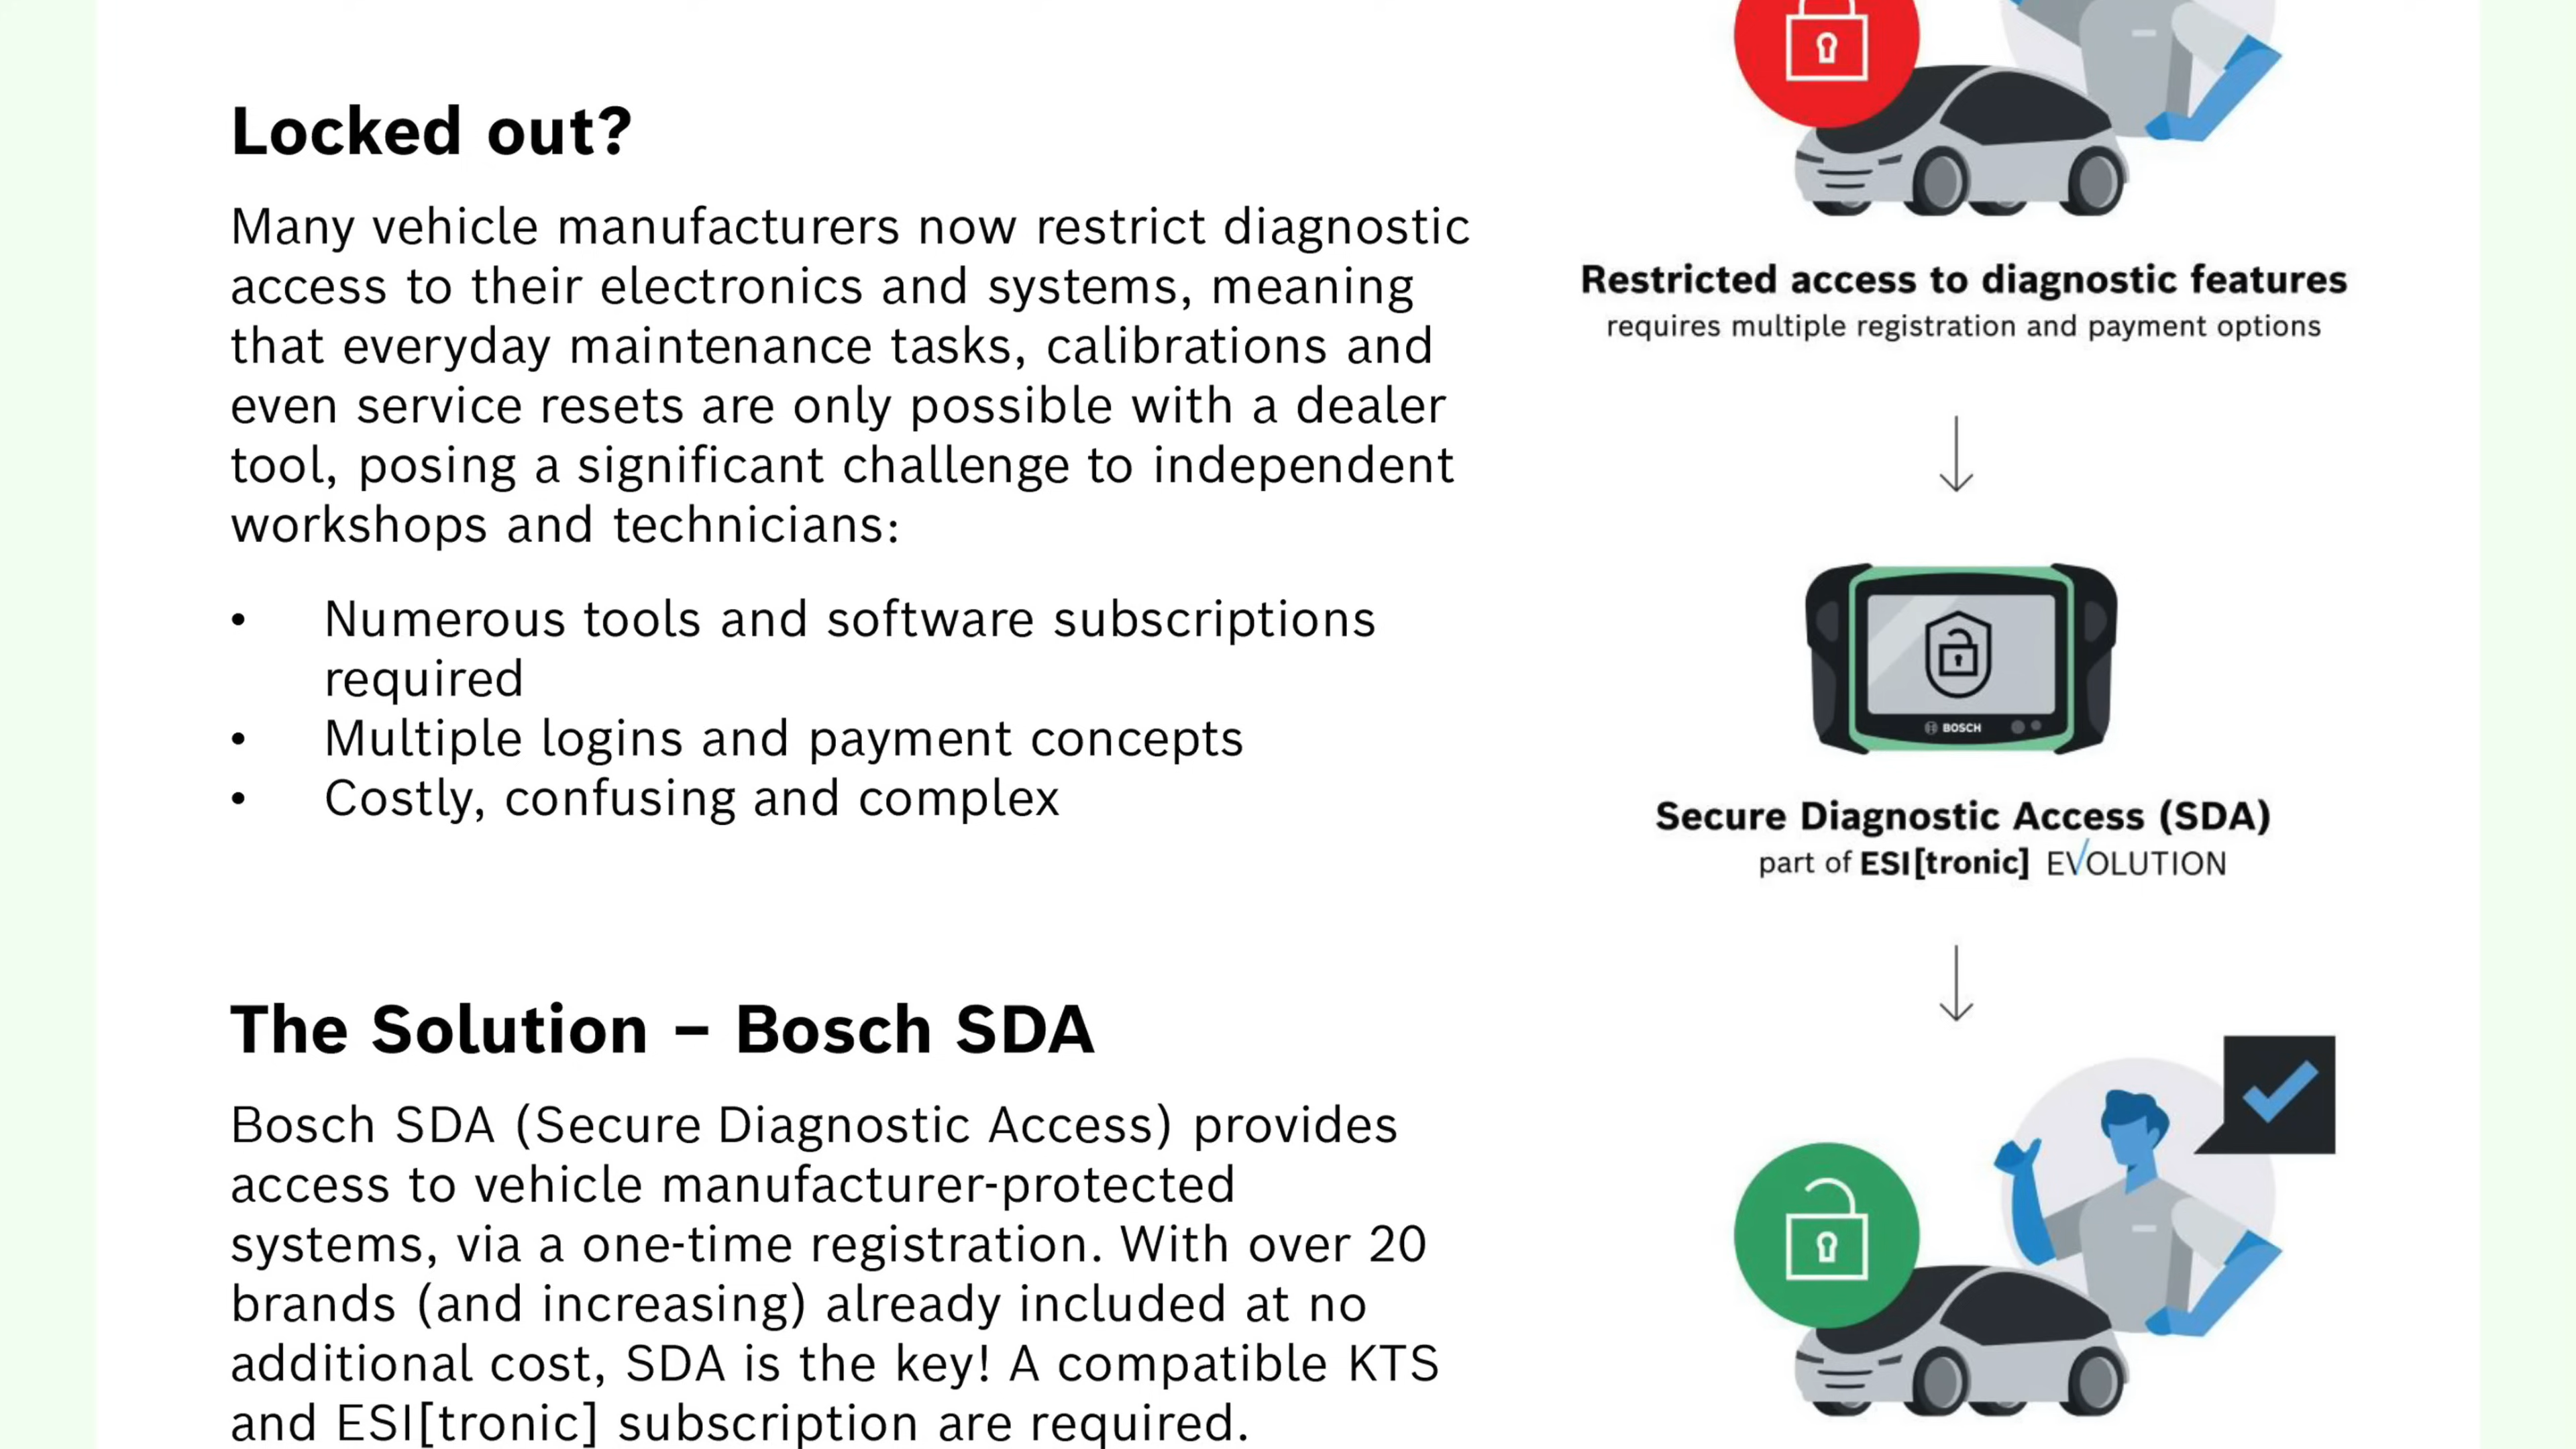 Locked out?
Many vehicle manufacturers now restrict diagnostic
access to their electronics and systems, meaning
that everyday maintenance tasks, calibrations and
even service resets are only possible with a dealer
tool, posing a significant challenge to independent
workshops and technicians:
• Numerous tools and software subscriptions
required
• Multiple logins and payment concepts
• Costly, confusing and complex
The Solution – Bosch SDA
Bosch SDA (Secure Diagnostic Access) provides
access to vehicle manufacturer-protected
systems, via a one-time registration. With over 20
brands (and increasing) already included at no
additional cost, SDA is the key! A compatible KTS
and ESI[tronic] subscription are required.
Restricted access to diagnostic features
requires multiple registration and payment options
BOSCH
Secure Diagnostic Access (SDA)
part of ESI[tronic] EVOLUTION